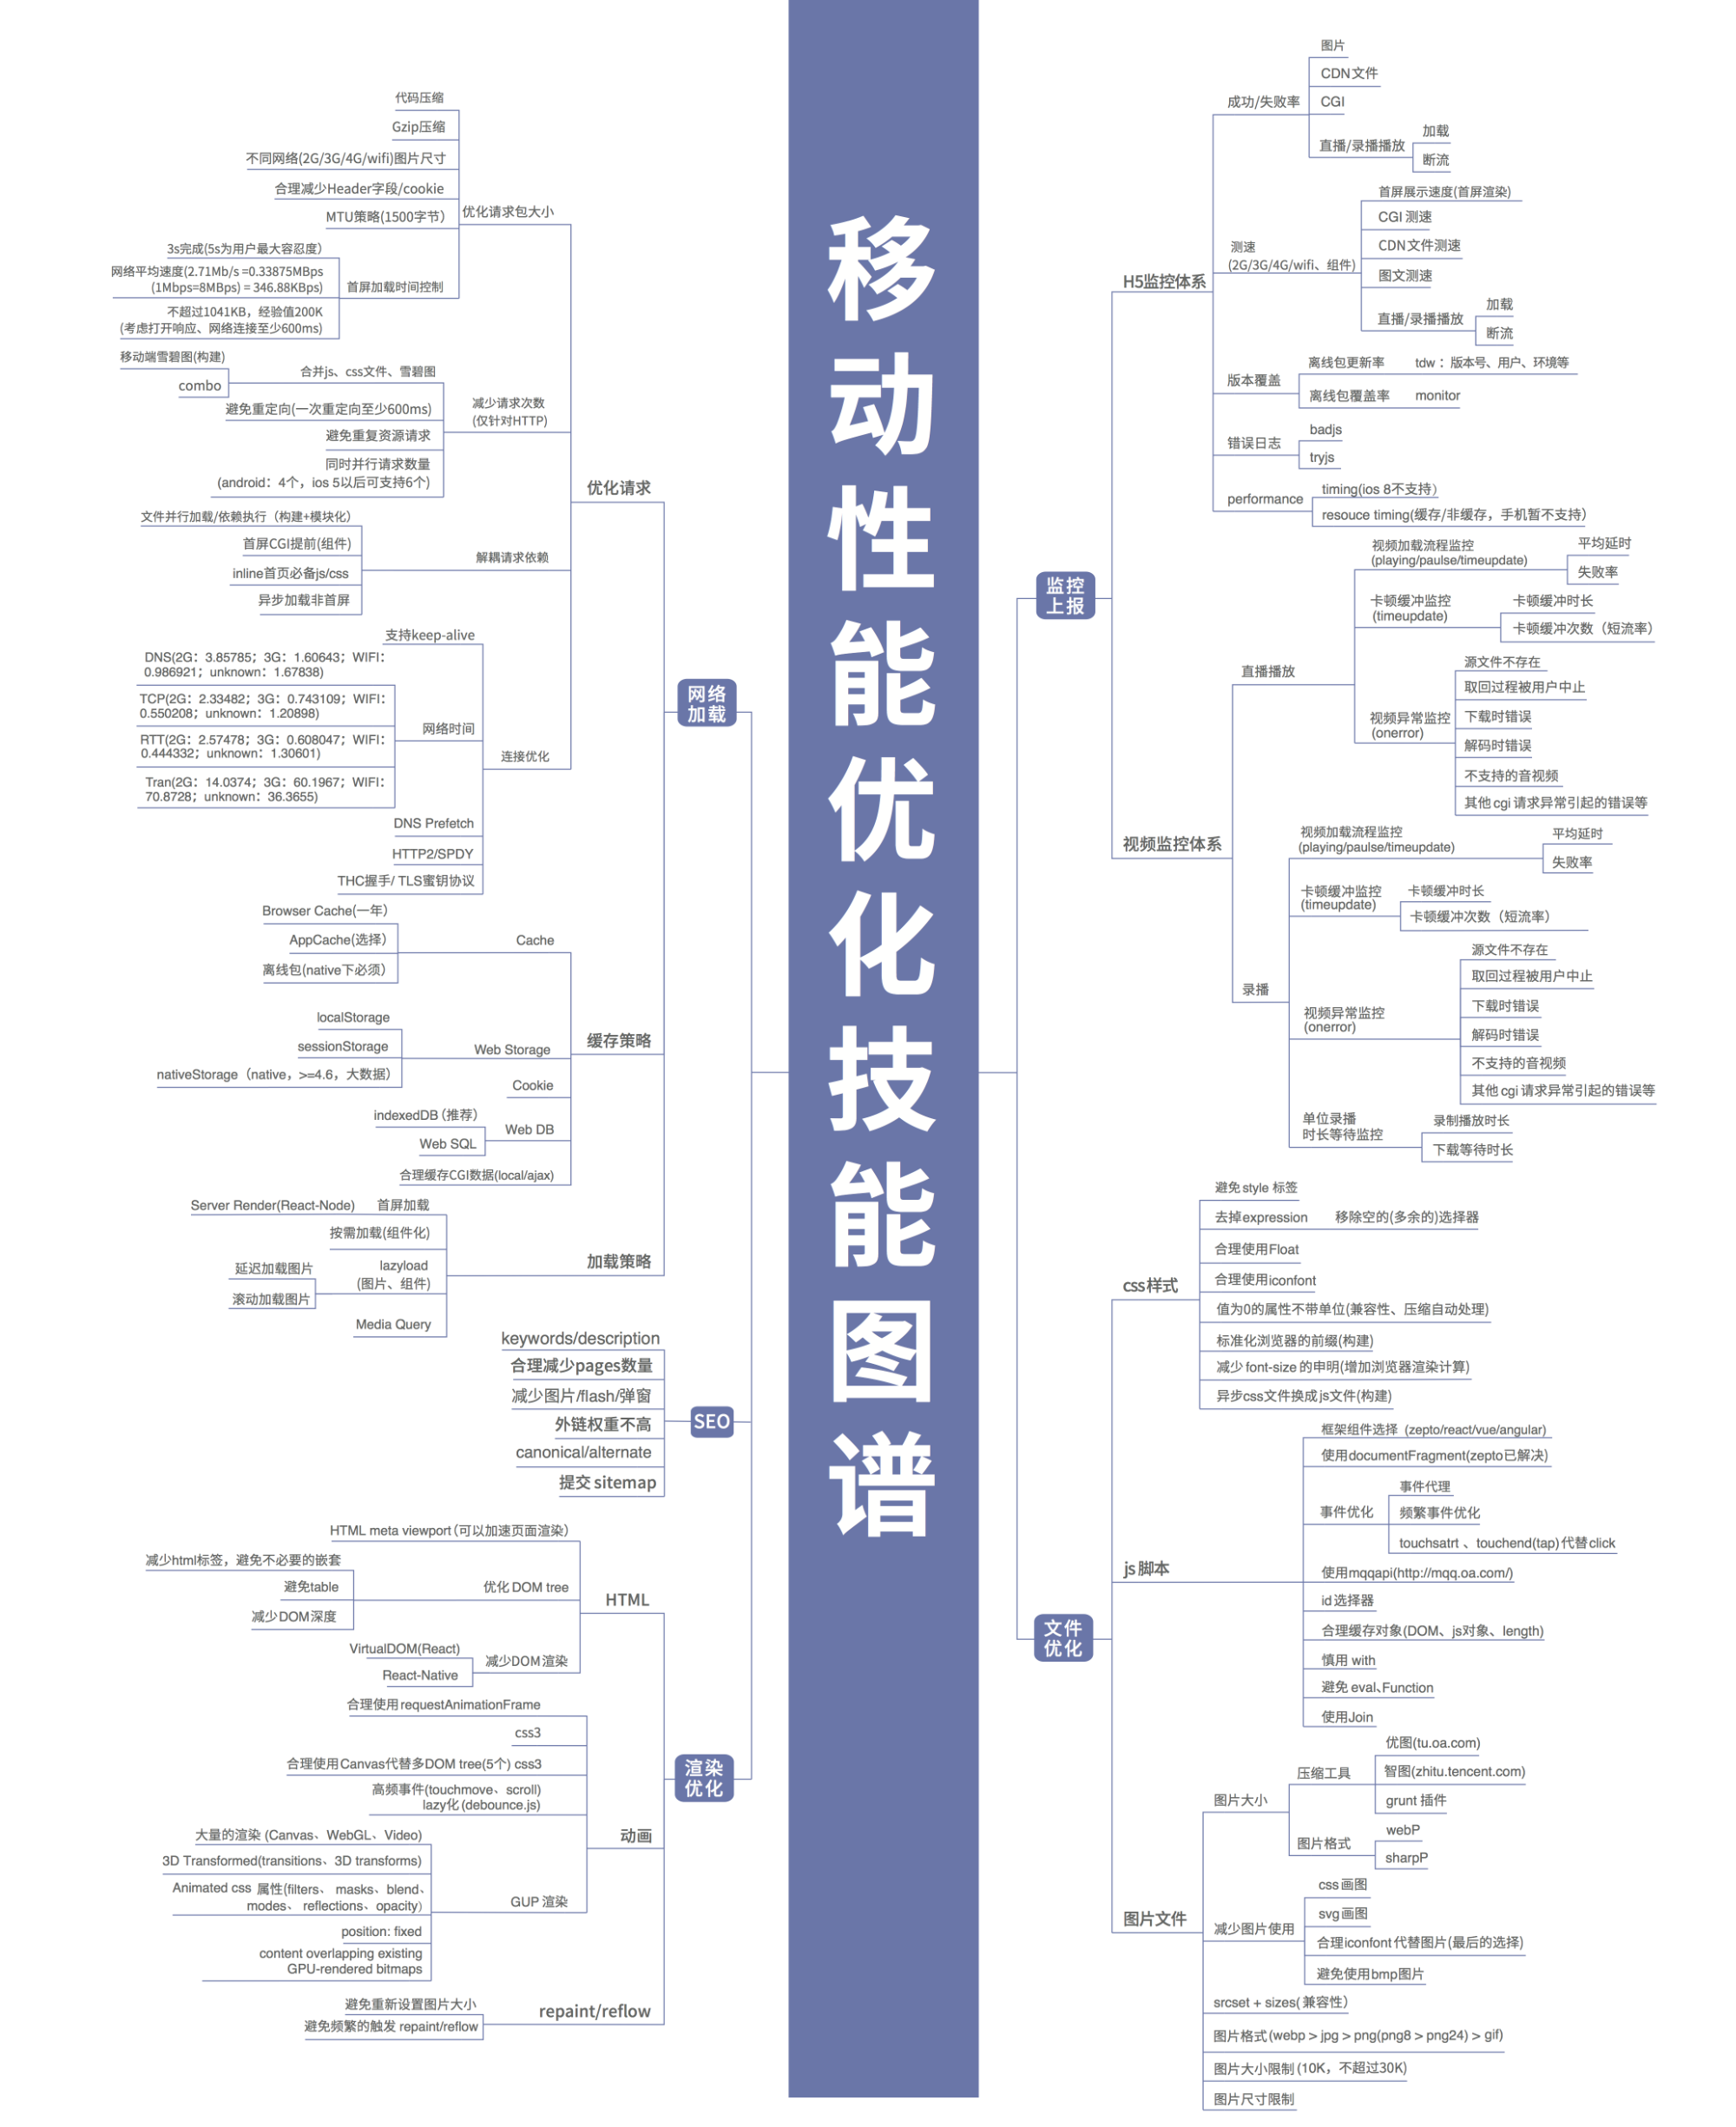 移动性能优化技能图谱
网络
加载
优化请求
优化请求包大小
代码压缩
Gzip压缩
不同网络(2G/3G/4G/wifi)图片尺寸
合理减少Header字段/cookie
MTU策略(1500字节）
首屏加载时间控制
3s完成(5s为用户最大容忍度）
网络平均速度(2.71Mb/s =0.33875MBps
(1Mbps=8MBps) = 346.88KBps)
不超过1041KB，经验值200K
(考虑打开响应、网络连接至少600ms)
减少请求次数
(仅针对HTTP)
合并js、css文件、雪碧图
移动端雪碧图(构建)
combo
避免重定向(一次重定向至少600ms)
避免重复资源请求
同时并行请求数量
(android：4个，ios 5以后可支持6个)
解耦请求依赖
文件并行加载/依赖执行（构建+模块化）
首屏CGI提前(组件)
inline首页必备js/css
异步加载非首屏
连接优化
支持keep-alive
网络时间
DNS(2G：3.85785；3G：1.60643；WIFI：
0.986921；unknown：1.67838)
TCP(2G：2.33482；3G：0.743109；WIFI：
0.550208；unknown：1.20898)
RTT(2G：2.57478；3G：0.608047；WIFI：
0.444332；unknown：1.30601)
Tran(2G：14.0374；3G：60.1967；WIFI：
70.8728；unknown：36.3655)
DNS Prefetch
HTTP2/SPDY
THC握手/ TLS蜜钥协议
缓存策略
Cache
Browser Cache(一年）
AppCache(选择）
离线包(native下必须）
Web Storage
localStorage
sessionStorage
nativeStorage（native，>=4.6，大数据）
Cookie
Web DB
indexedDB（推荐）
Web SQL
合理缓存CGI数据(local/ajax)
加载策略
首屏加载
Server Render(React-Node)
按需加载(组件化)
lazyload
(图片、组件)
延迟加载图片
滚动加载图片
Media Query
SEO
keywords/description
合理减少pages数量
减少图片/flash/弹窗
外链权重不高
canonical/alternate
提交 sitemap
渲染
优化
HTML
HTML meta viewport（可以加速页面渲染）
优化 DOM tree
减少html标签，避免不必要的嵌套
避免table
减少DOM深度
减少DOM 渲染
VirtualDOM(React)
React-Native
动画
合理使用requestAnimationFrame
css3
合理使用Canvas代替多DOM tree(5个) css3
高频事件(touchmove、scroll)
lazy化 (debounce.js)
GUP 渲染
大量的渲染 (Canvas、WebGL、Video)
3D Transformed(transitions、3D transforms)
Animated css 属性(filters、 masks、blend、
modes、 reflections、opacity）
position: fixed
content overlapping existing
GPU-rendered bitmaps
repaint/reflow
避免重新设置图片大小
避免频繁的触发 repaint/reflow
监控
上报
H5监控体系
成功/失败率
图片
CDN文件
CGI
直播/录播播放
加载
断流
测速
(2G/3G/4G/wifi、组件)
首屏展示速度(首屏渲染)
CGI 测速
CDN文件测速
图文测速
直播/录播播放
加载
断流
版本覆盖
离线包更新率
tdw ：版本号、用户、环境等
离线包覆盖率
monitor
错误日志
badjs
tryjs
performance
timing(ios 8不支持）
resouce timing(缓存/非缓存，手机暂不支持）
视频监控体系
直播播放
视频加载流程监控
(playing/paulse/timeupdate)
平均延时
失败率
卡顿缓冲监控
(timeupdate)
卡顿缓冲时长
卡顿缓冲次数（短流率）
视频异常监控
(onerror)
源文件不存在
取回过程被用户中止
下载时错误
解码时错误
不支持的音视频
其他 cgi 请求异常引起的错误等
录播
视频加载流程监控
(playing/paulse/timeupdate)
平均延时
失败率
卡顿缓冲监控
(timeupdate)
卡顿缓冲时长
卡顿缓冲次数（短流率）
视频异常监控
(onerror)
源文件不存在
取回过程被用户中止
下载时错误
解码时错误
不支持的音视频
其他 cgi 请求异常引起的错误等
单位录播
时长等待监控
录制播放时长
下载等待时长
文件
优化
css样式
避免style 标签
去掉expression
移除空的(多余的)选择器
合理使用Float
合理使用iconfont
值为0的属性不带单位(兼容性、压缩自动处理)
标准化浏览器的前缀(构建)
减少 font-size 的申明(增加浏览器渲染计算)
异步css文件换成js文件(构建)
js 脚本
框架组件选择（zepto/react/vue/angular)
使用documentFragment(zepto已解决)
事件优化
事件代理
频繁事件优化
touchsatrt 、touchend(tap) 代替click
使用mqqapi(http://mqq.oa.com/)
id 选择器
合理缓存对象(DOM、js对象、length)
慎用 with
避免 eval、Function
使用Join
图片文件
图片大小
压缩工具
优图(tu.oa.com)
智图(zhitu.tencent.com)
grunt 插件
图片格式
webP
sharpP
减少图片使用
css 画图
svg 画图
合理iconfont 代替图片(最后的选择)
避免使用bmp图片
srcset + sizes( 兼容性）
图片格式 (webp > jpg > png(png8 > png24) > gif)
图片大小限制 (10K，不超过30K)
图片尺寸限制